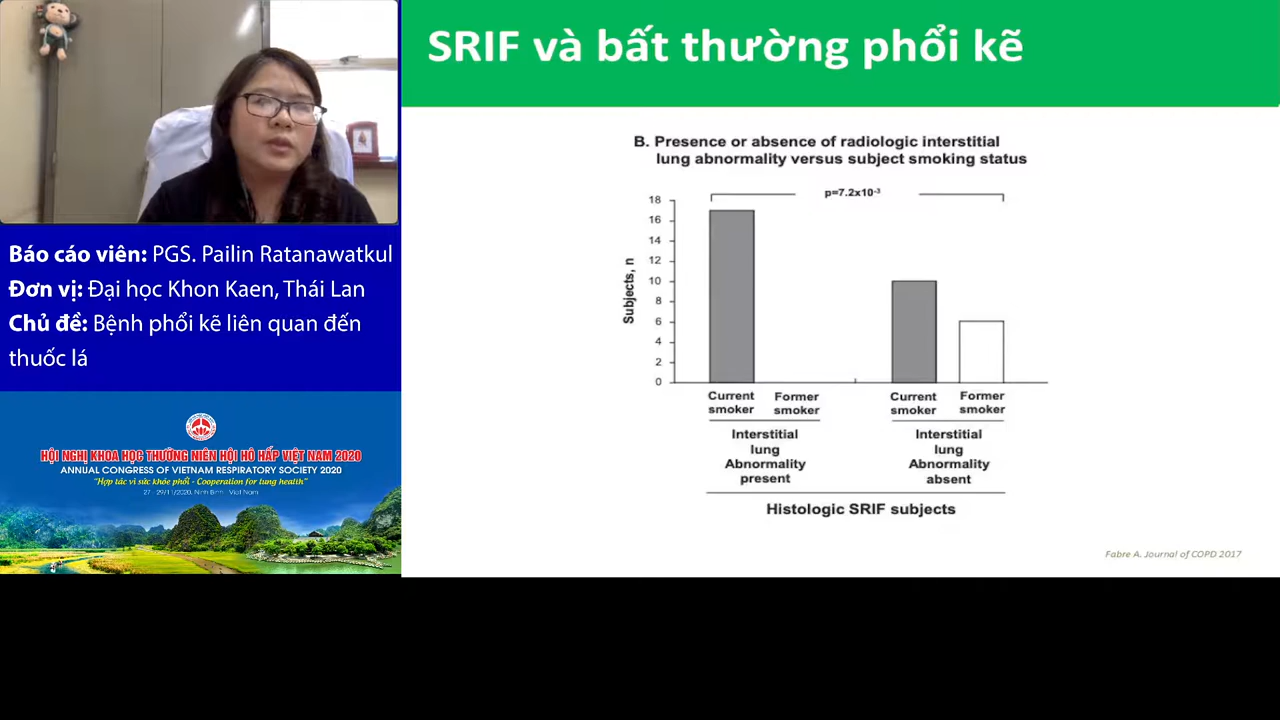 SRIF và bất thường phổi kẽ
Báo cáo viên: PGS. Pailin Ratanawatkul
Đơn vị: Đại học Khon Kaen, Thái Lan
Chủ đề: Bệnh phổi kẽ liên quan đến
thuốc lá
HỘI NGHỊ KHOA HỌC THƯỜNG NIÊN HỘI HÔ HẤP VIỆT NAM 2020
ANNUAL CONGRESS OF VIETNAM RESPIRATORY SOCIETY 2020
"Hợp tác vì sức khỏe phổi - Cooperation for lung health"
27 - 29/11/2020, Ninh Bình - Việt Nam
B. Presence or absence of radiologic interstitial
lung abnormality versus subject smoking status
p=7.2x10⁻³
Subjects, n
18
16
14
12
10
8
6
4
2
0
Current smoker
Former smoker
Current smoker
Former smoker
Interstitial
lung
Abnormality
present
Interstitial
lung
Abnormality
absent
Histologic SRIF subjects
Fabre A. Journal of COPD 2017